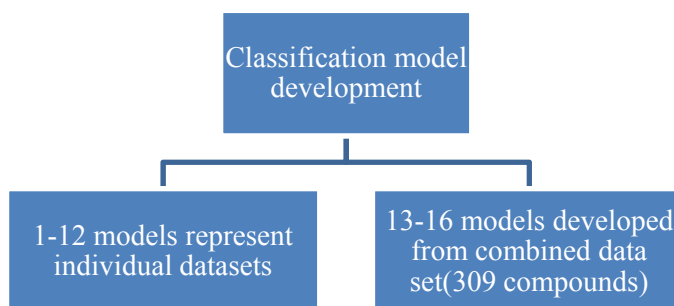 Classification model
development
1-12 models represent
individual datasets
13-16 models developed
from combined data
set(309 compounds)